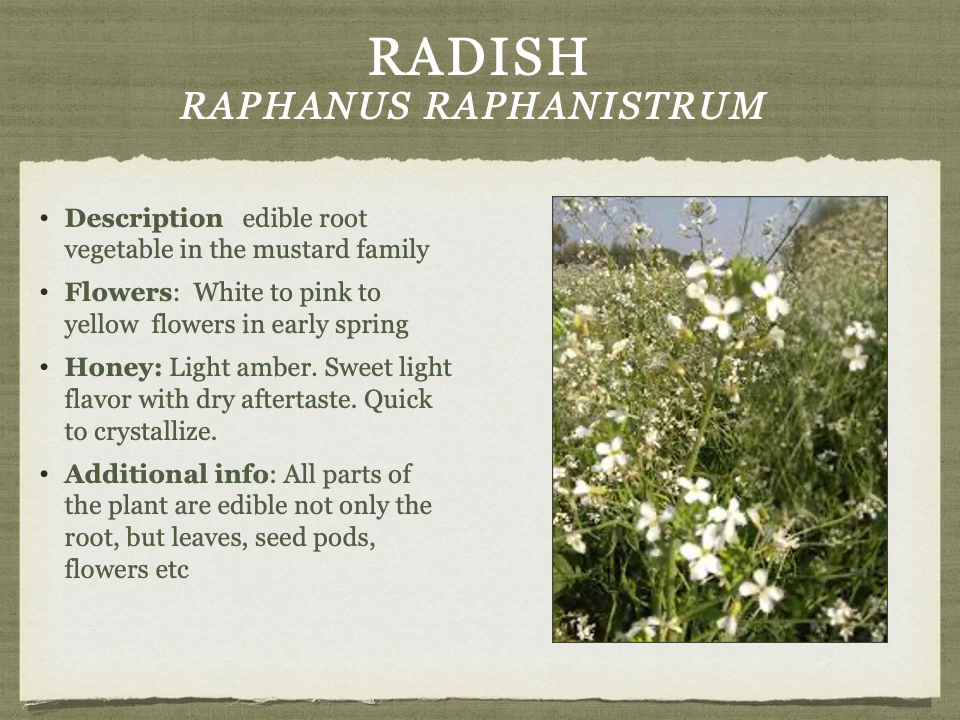 RADISH
RAPHANUS RAPHANISTRUM
• Description   edible root
vegetable in the mustard family
• Flowers:  White to pink to
yellow  flowers in early spring
• Honey: Light amber. Sweet light
flavor with dry aftertaste. Quick
to crystallize.
• Additional info: All parts of
the plant are edible not only the
root, but leaves, seed pods,
flowers etc